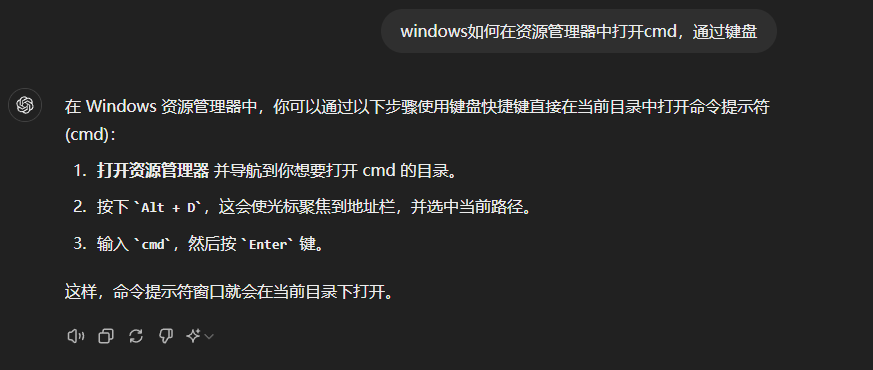 windows如何在资源管理器中打开cmd，通过键盘
在 Windows 资源管理器中，你可以通过以下步骤使用键盘快捷键直接在当前目录中打开命令提示符
(cmd)：
1. 打开资源管理器 并导航到你想要打开 cmd 的目录。
2. 按下 `Alt + D`，这会使光标聚焦到地址栏，并选中当前路径。
3. 输入 `cmd`，然后按 `Enter` 键。
这样，命令提示符窗口就会在当前目录下打开。